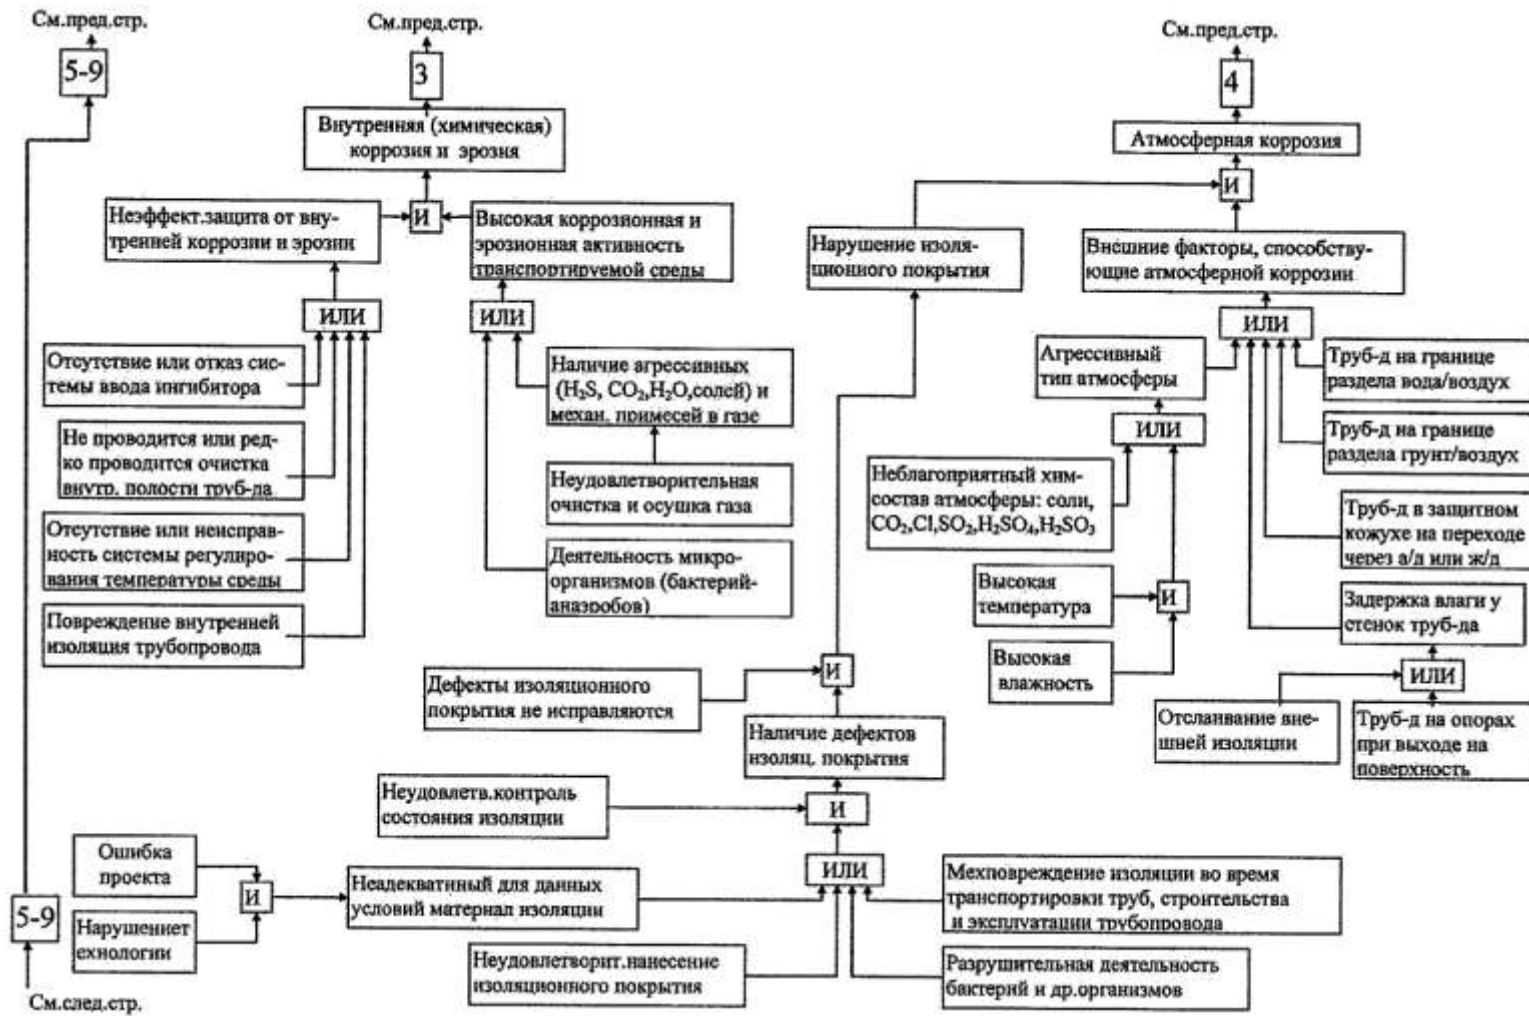 См.пред.стр.
5-9
См.пред.стр.
3
Внутренняя (химическая)
коррозия и эрозия
Неэффект.защита от вну-
тренней коррозии и эрозии
И
Высокая коррозионная и
эрозионная активность
транспортируемой среды
ИЛИ
ИЛИ
Отсутствие или отказ сис-
темы ввода ингибитора
Не проводится или ред-
ко проводится очистка
внутр. полости труб-да
Отсутствие или неисправ-
ность системы регулиро-
вания температуры среды
Повреждение внутренней
изоляция трубопровода
Наличие агрессивных
(H₂S, CO₂,H₂O,солей) и
механ. примесей в газе
Неудовлетворительная
очистка и осушка газа
Деятельность микро-
организмов (бактерий-
анаэробов)
См.пред.стр.
4
Атмосферная коррозия
И
Нарушение изоля-
ционного покрытия
Внешние факторы, способству-
ющие атмосферной коррозии
ИЛИ
Агрессивный
тип атмосферы
ИЛИ
Неблагоприятный хим-
состав атмосферы: соли,
CO₂,Cl,SO₂,H₂SO₄,H₂SO₃
Высокая
температура
И
Высокая
влажность
Труб-д на границе
раздела вода/воздух
Труб-д на границе
раздела грунт/воздух
Труб-д в защитном
кожухе на переходе
через а/д или ж/д
Задержка влаги у
стенок труб-да
ИЛИ
Отслаивание вне-
шней изоляции
Труб-д на опорах
при выходе на
поверхность
Дефекты изоляционного
покрытия не исправляются
И
Наличие дефектов
изоляц. покрытия
Неудовлетв.контроль
состояния изоляции
И
ИЛИ
Ошибка
проекта
И
Нарушениет
ехнологии
Неадекватиный для данных
условий материал изоляции
Мехповреждение изоляции во время
транспортировки труб, строительства
и эксплуатации трубопровода
Неудовлетворит.нанесение
изоляционного покрытия
Разрушительная деятельность
бактерий и др.организмов
5-9
См.след.стр.